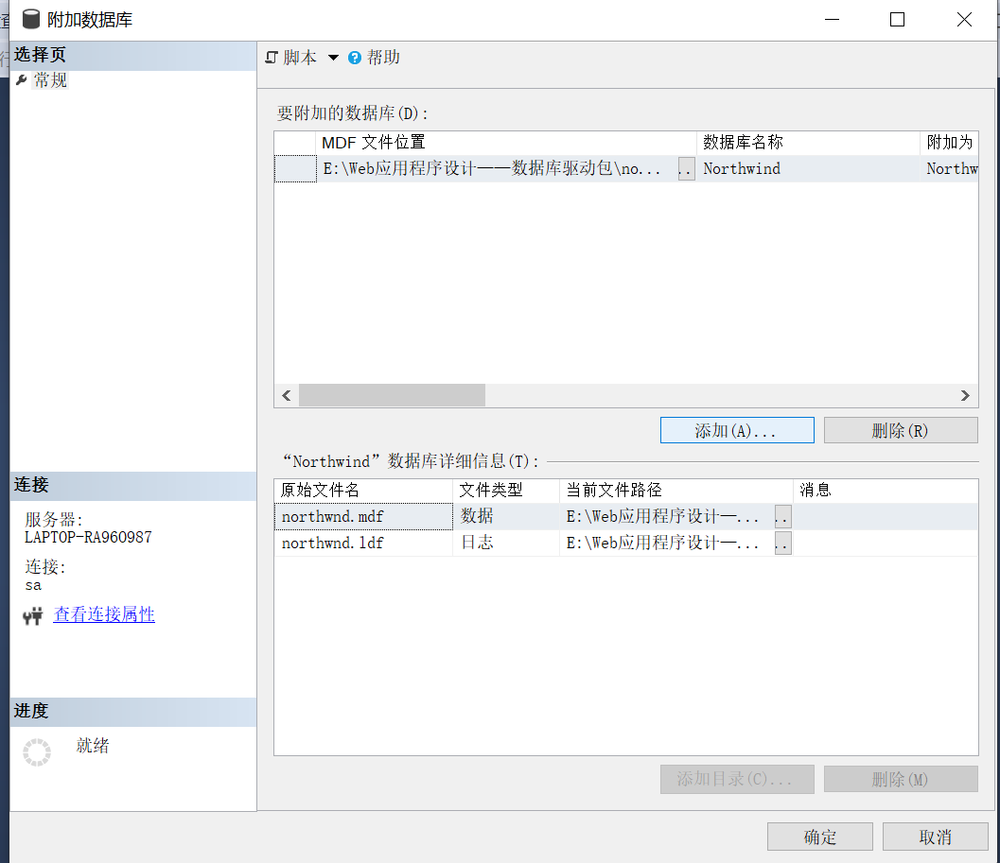 附加数据库
选择页
常规
脚本 帮助
要附加的数据库(D):
MDF 文件位置 数据库名称 附加为
E:\Web应用程序设计——数据库驱动包\no... .. Northwind Northw
添加(A)... 删除(R)
“Northwind”数据库详细信息(T):
原始文件名 文件类型 当前文件路径 消息
northwnd.mdf 数据 E:\Web应用程序设计—... ..
northwnd.ldf 日志 E:\Web应用程序设计—... ..
连接
服务器:
LAPTOP-RA960987
连接:
sa
查看连接属性
进度
就绪
添加目录(C)... 删除(M)
确定 取消